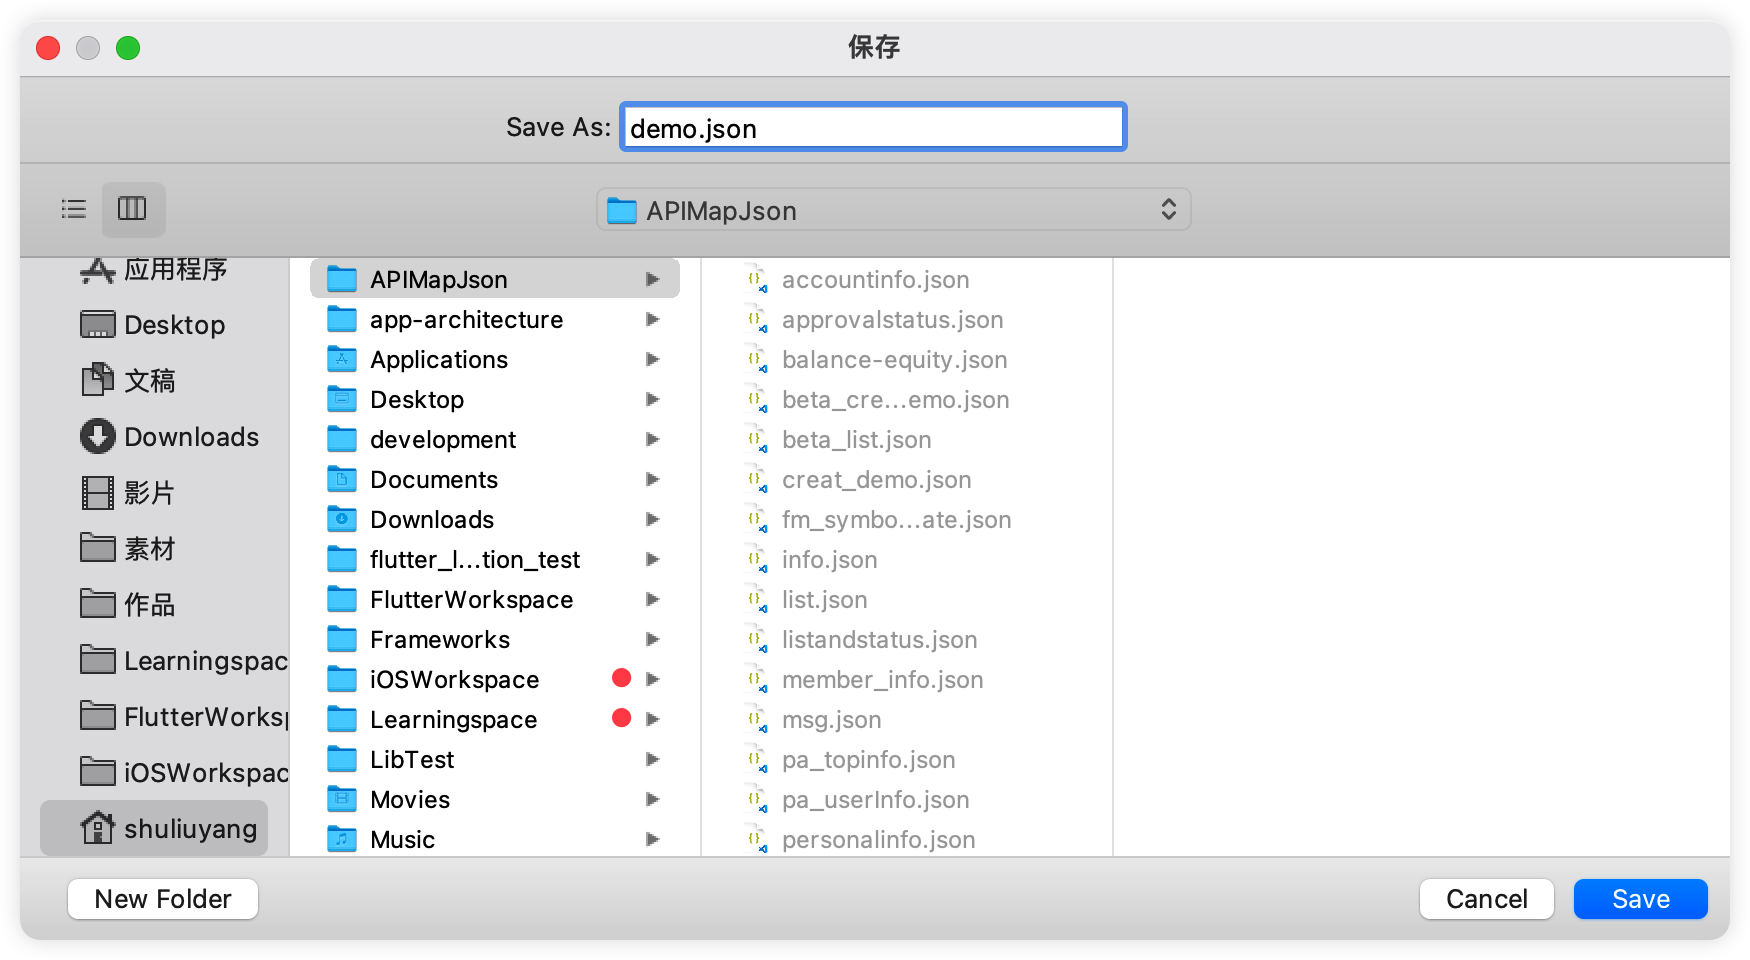 保存
Save As: demo.json
APIMapJson
应用程序
Desktop
文稿
Downloads
影片
素材
作品
Learningspac
FlutterWorksp
iOSWorkspac
shuliuyang
APIMapJson
app-architecture
Applications
Desktop
development
Documents
Downloads
flutter_l...tion_test
FlutterWorkspace
Frameworks
iOSWorkspace
Learningspace
LibTest
Movies
Music
accountinfo.json
approvalstatus.json
balance-equity.json
beta_cre...emo.json
beta_list.json
creat_demo.json
fm_symbo...ate.json
info.json
list.json
listandstatus.json
member_info.json
msg.json
pa_topinfo.json
pa_userInfo.json
personalinfo.json
New Folder
Cancel
Save